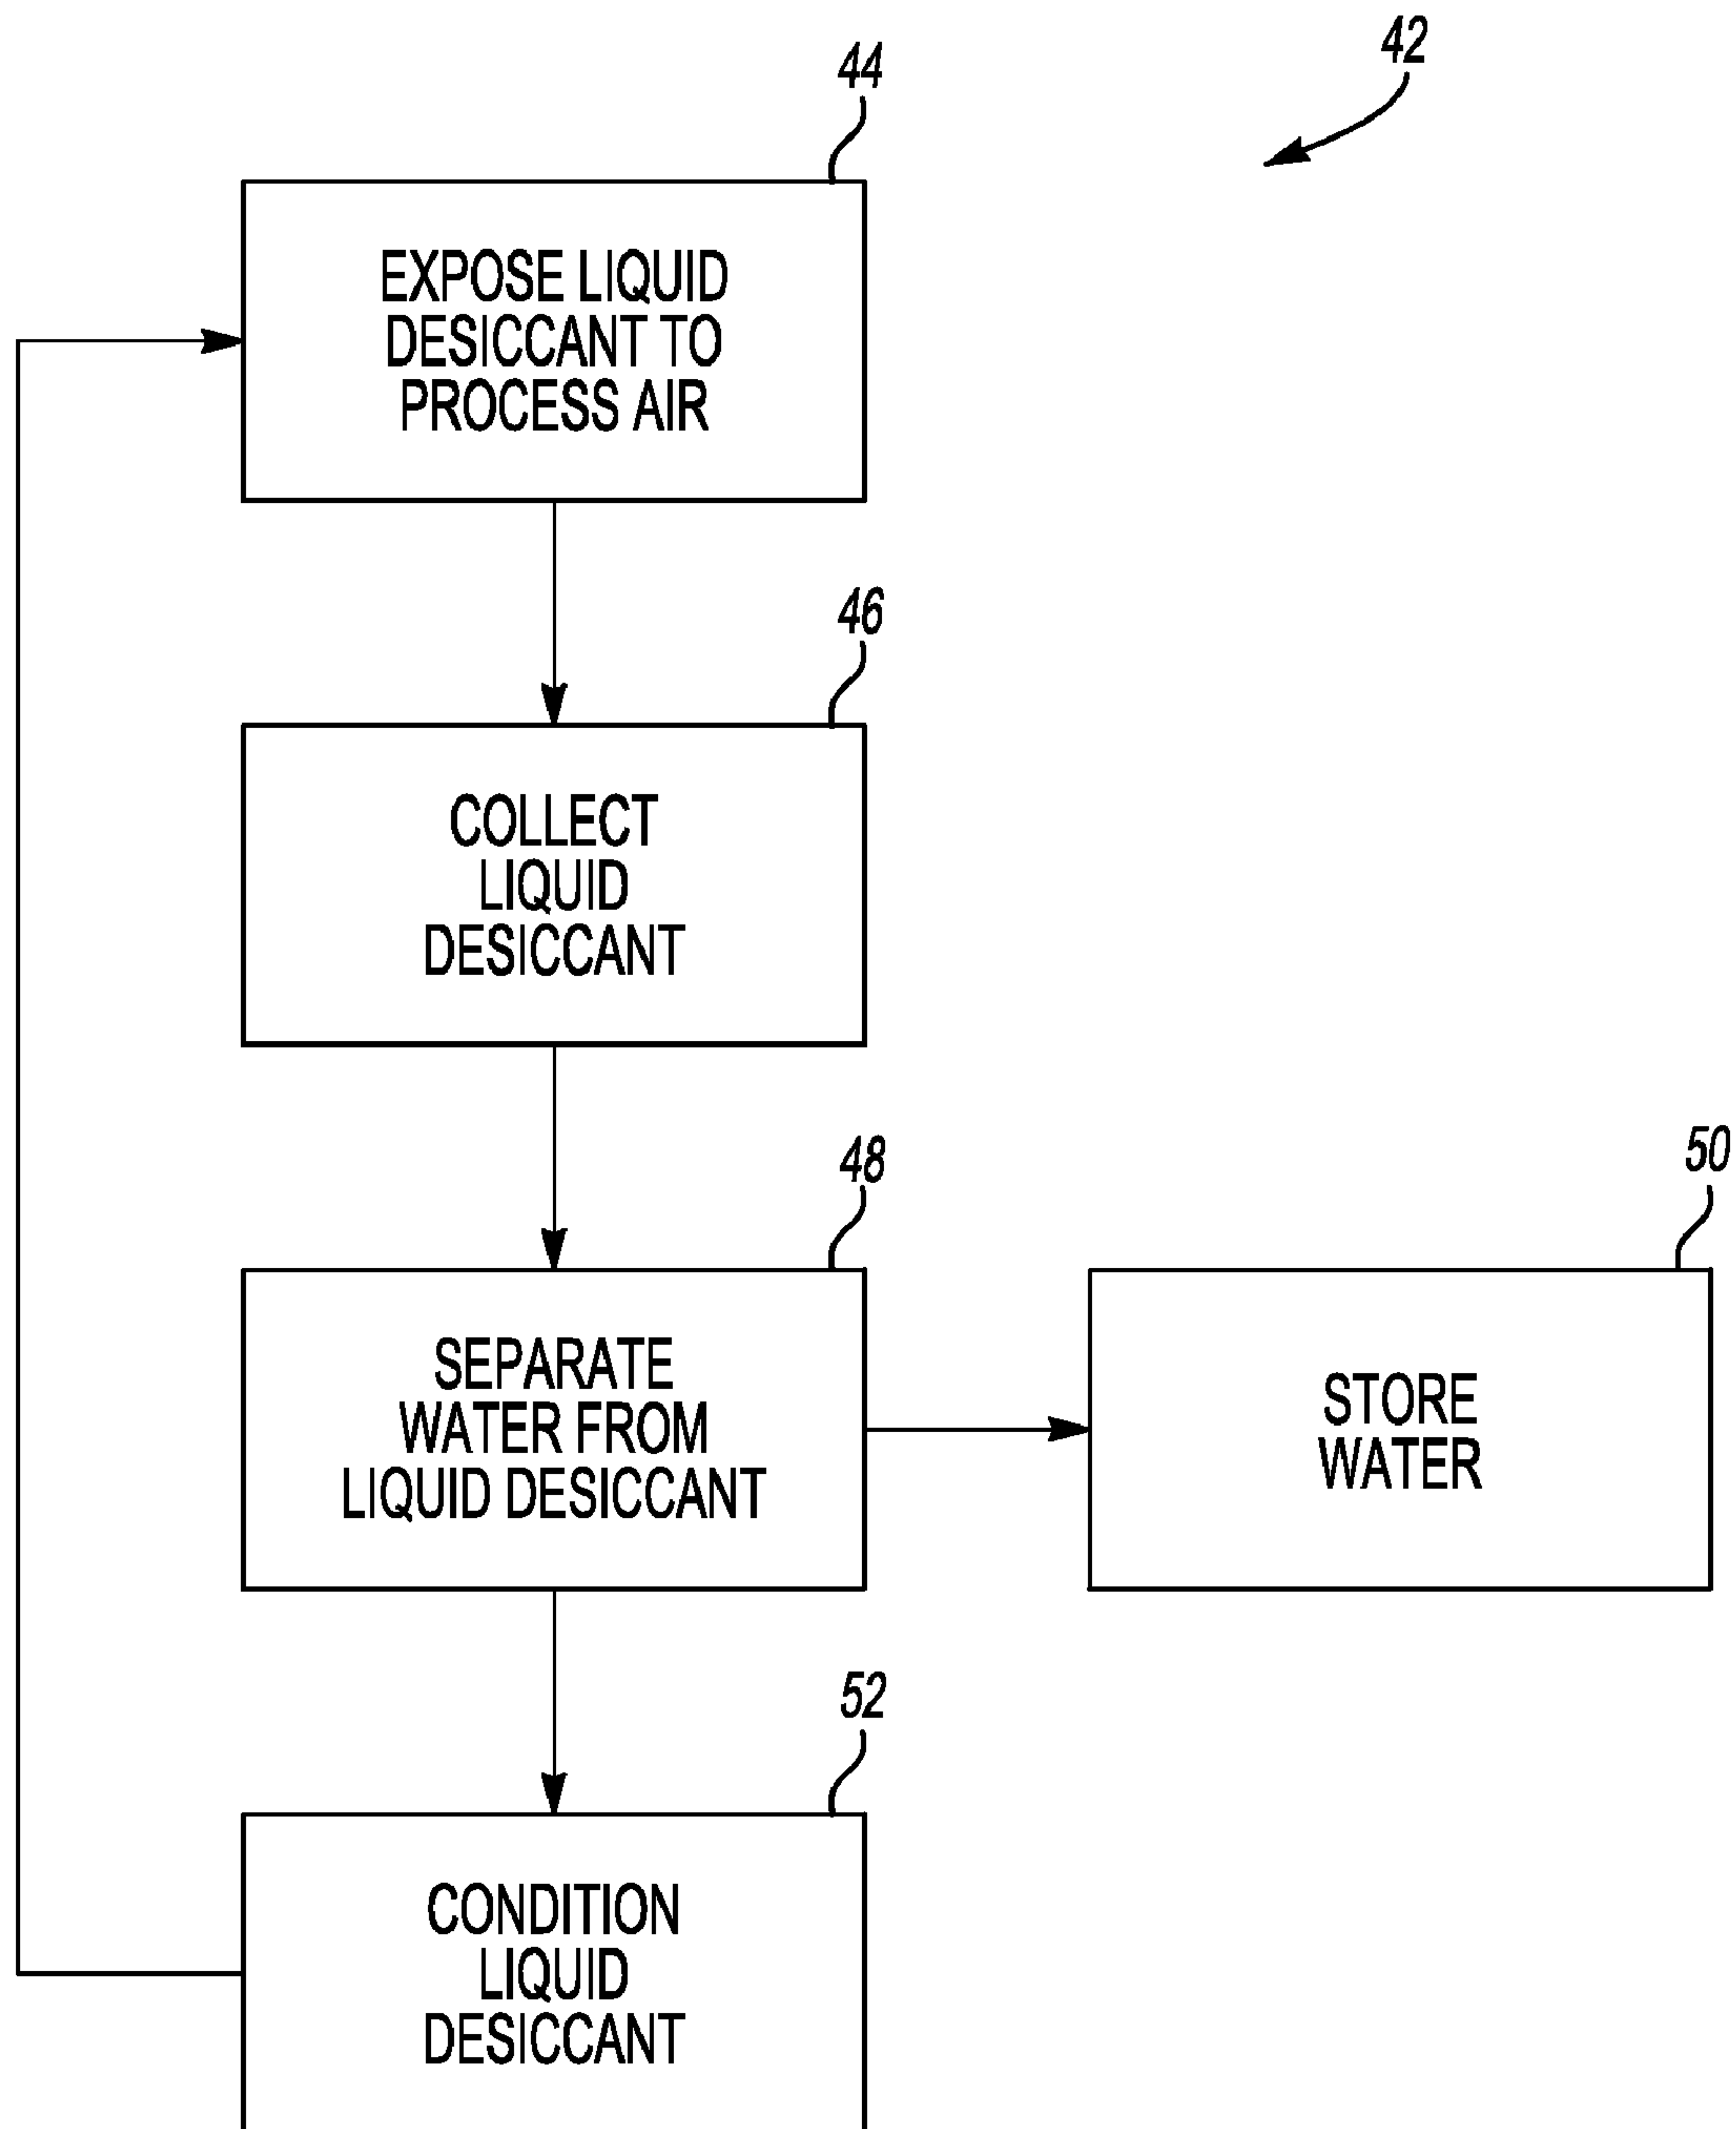 42
44
EXPOSE LIQUID
DESICCANT TO
PROCESS AIR
46
COLLECT
LIQUID
DESICCANT
48
SEPARATE
WATER FROM
LIQUID DESICCANT
50
STORE
WATER
52
CONDITION
LIQUID
DESICCANT